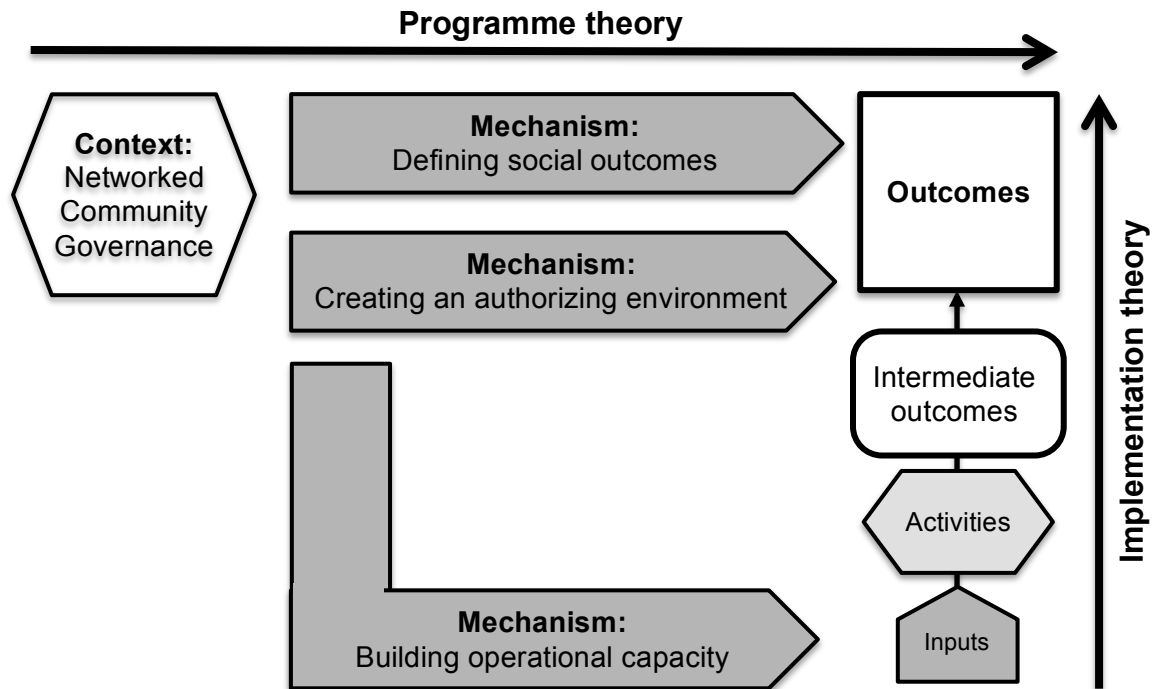 Programme theory
Context:
Networked
Community
Governance
Mechanism:
Defining social outcomes
Mechanism:
Creating an authorizing environment
Mechanism:
Building operational capacity
Outcomes
Intermediate
outcomes
Activities
Inputs
Implementation theory